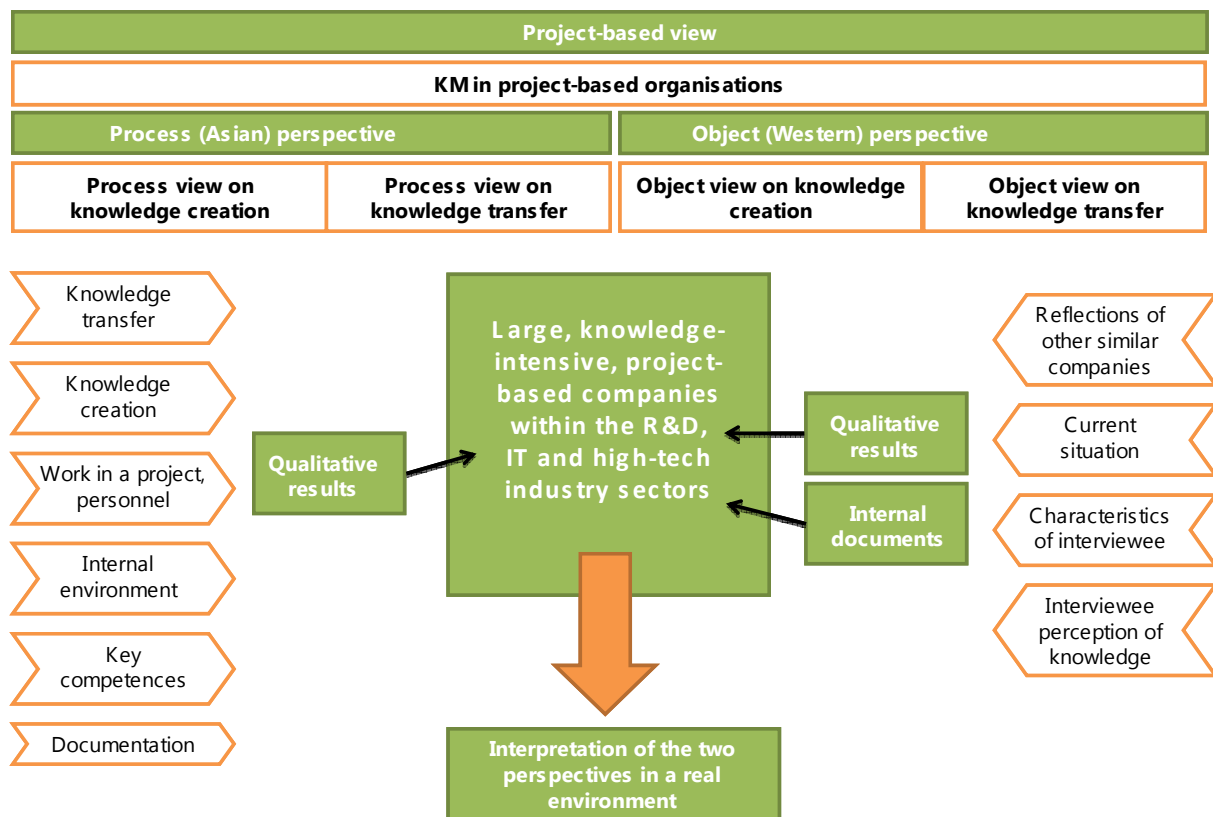 Project-based view
KM in project-based organisations
Process (Asian) perspective
Object (Western) perspective
Process view on
knowledge creation
Process view on
knowledge transfer
Object view on knowledge
creation
Object view on
knowledge transfer
Knowledge
transfer
Knowledge
creation
Work in a project,
personnel
Internal
environment
Key
competences
Documentation
Qualitative
results
Large, knowledge-
intensive, project-
based companies
within the R&D,
IT and high-tech
industry sectors
Qualitative
results
Internal
documents
Reflections of
other similar
companies
Current
situation
Characteristics
of interviewee
Interviewee
perception of
knowledge
Interpretation of the two
perspectives in a real
environment